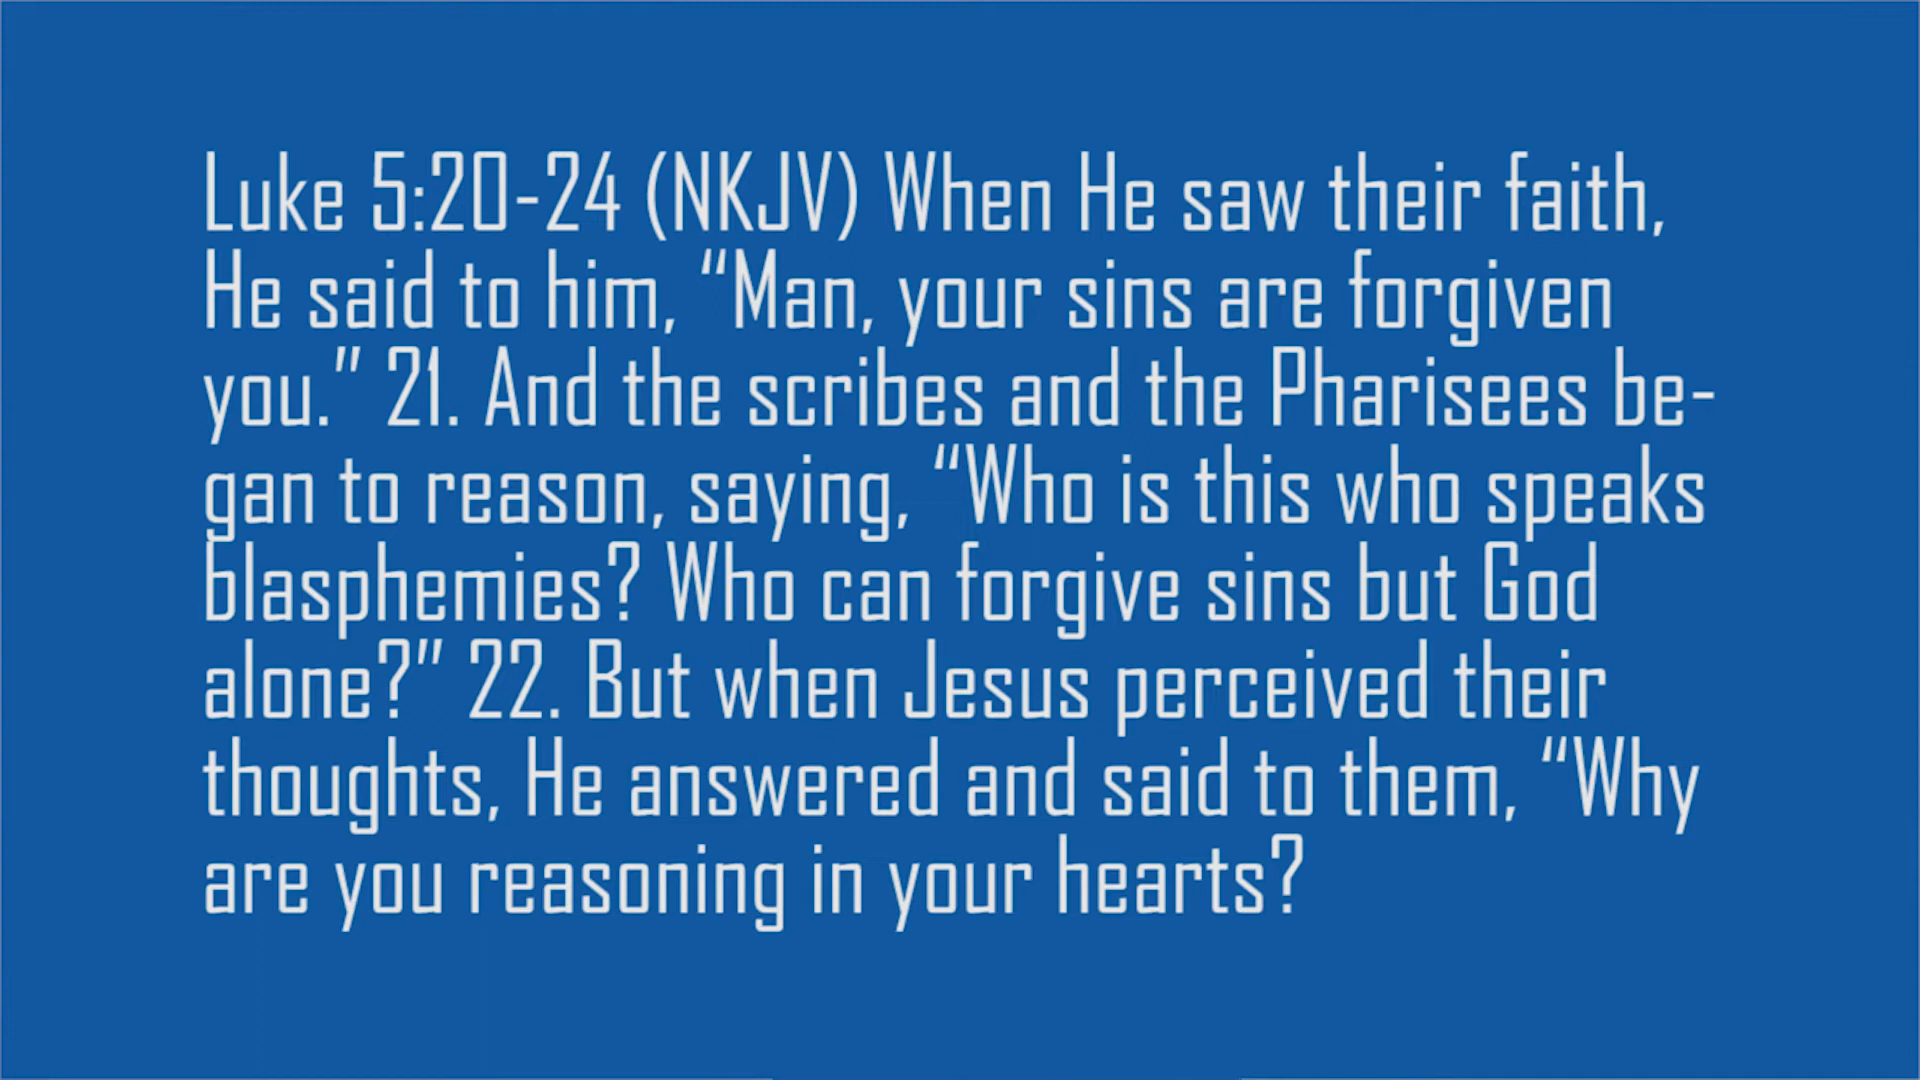 Luke 5:20-24 (NKJV) When He saw their faith,
He said to him, “Man, your sins are forgiven
you.” 21. And the scribes and the Pharisees be-
gan to reason, saying, “Who is this who speaks
blasphemies? Who can forgive sins but God
alone?” 22. But when Jesus perceived their
thoughts, He answered and said to them, “Why
are you reasoning in your hearts?